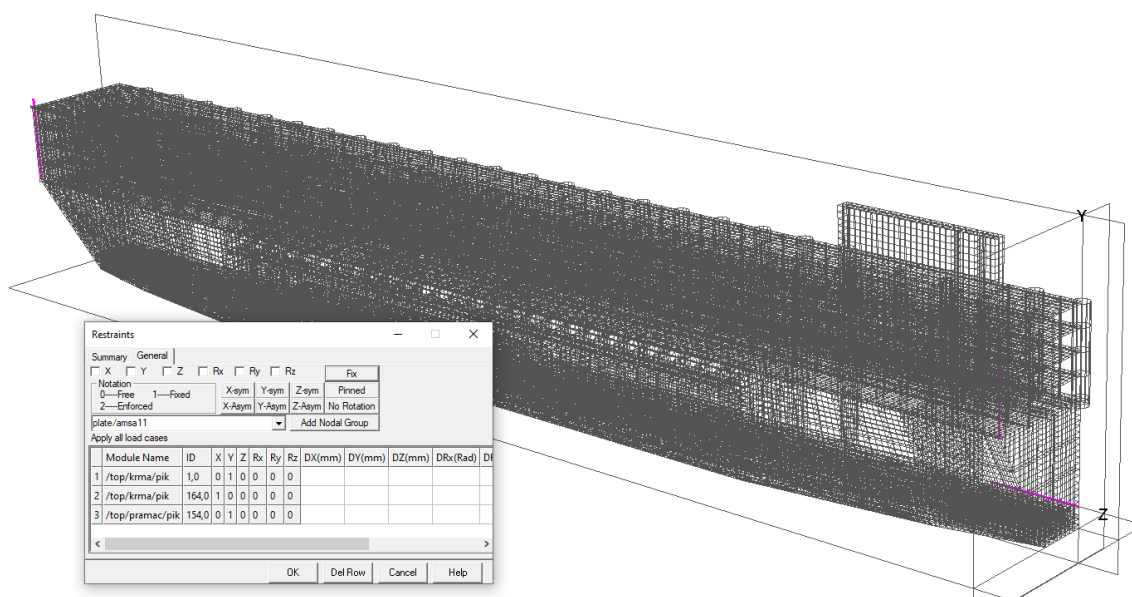 Y
Z
Restraints
Summary General
X Y Z Rx Ry Rz Fix
Notation
0----Free 1----Fixed
2----Enforced
X-sym Y-sym Z-sym Pinned
X-Asym Y-Asym Z-Asym No Rotation
plate/amsa11 Add Nodal Group
Apply all load cases
Module Name ID X Y Z Rx Ry Rz DX(mm) DY(mm) DZ(mm) DRx(Rad)
1 /top/krma/pik 1,0 0 1 0 0 0 0
2 /top/krma/pik 164,0 1 0 0 0 0 0
3 /top/pramac/pik 154,0 0 1 0 0 0 0
OK Del Row Cancel Help